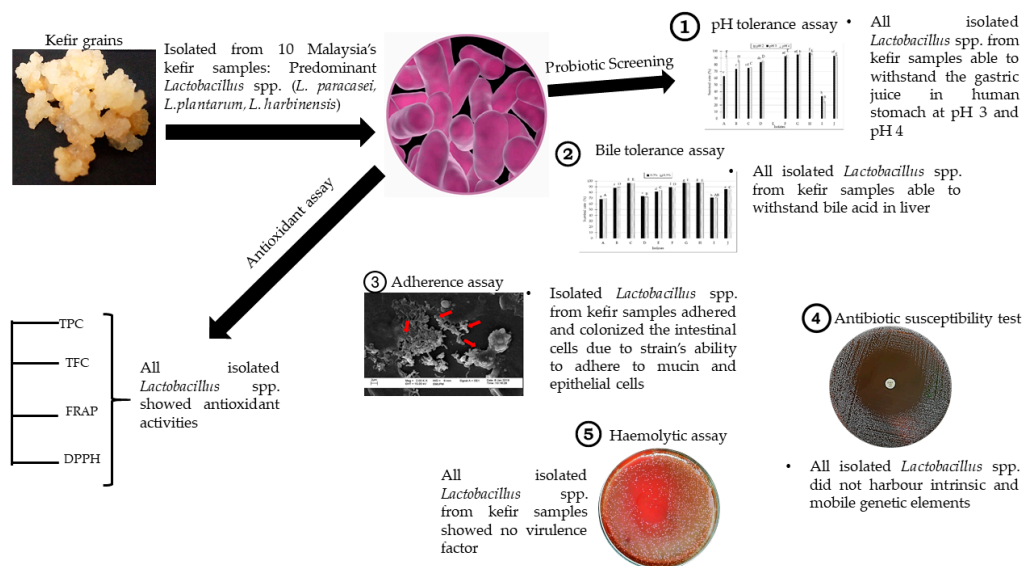 Kefir grains
Isolated from 10 Malaysia's
kefir samples: Predominant
Lactobacillus spp. (L. paracasei,
L.plantarum, L. harbinensis)
Probiotic Screening
1 pH tolerance assay
• All isolated
Lactobacillus spp. from
kefir samples able to
withstand the gastric
juice in human
stomach at pH 3 and
pH 4
2 Bile tolerance assay
• All isolated Lactobacillus spp.
from kefir samples able to
withstand bile acid in liver
Antioxidant assay
3 Adherence assay
• Isolated Lactobacillus spp.
from kefir samples adhered
and colonized the intestinal
cells due to strain's ability
to adhere to mucin and
epithelial cells
4 Antibiotic susceptibility test
• All isolated Lactobacillus spp.
did not harbour intrinsic and
mobile genetic elements
5 Haemolytic assay
All isolated
Lactobacillus spp.
from kefir samples
showed no virulence
factor
TPC
TFC
FRAP
DPPH
All isolated
Lactobacillus spp.
showed antioxidant
activities